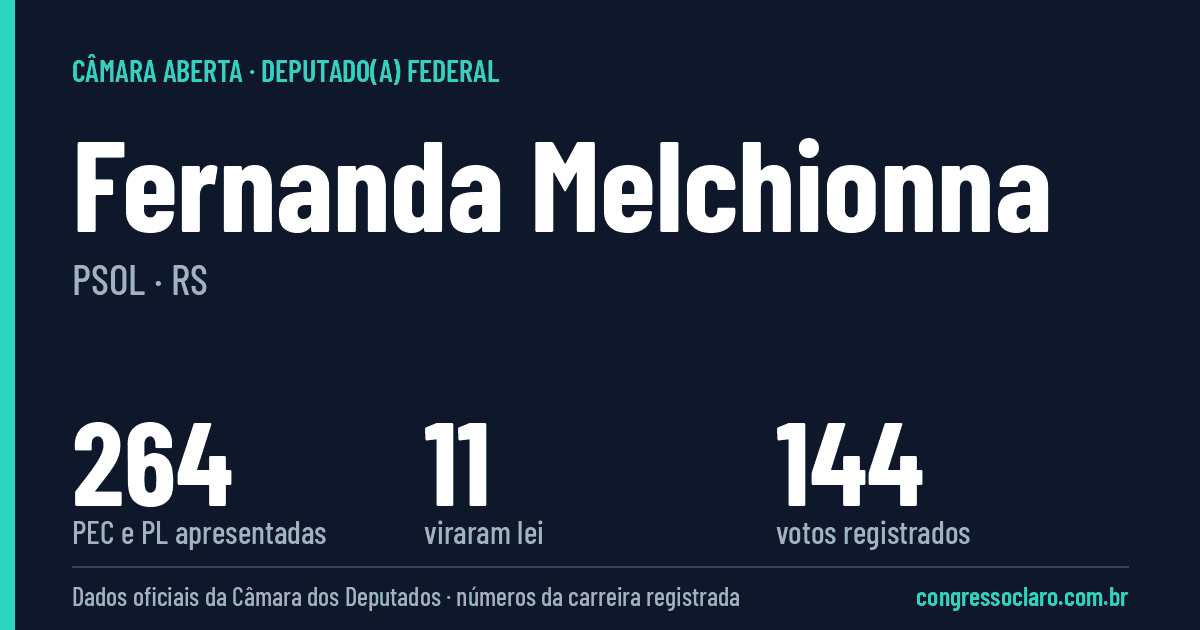 CÂMARA ABERTA · DEPUTADO(A) FEDERAL
Fernanda Melchionna
PSOL · RS
264 11 144
PEC e PL apresentadas viraram lei votos registrados
Dados oficiais da Câmara dos Deputados · números da carreira registrada congressoclaro.com.br